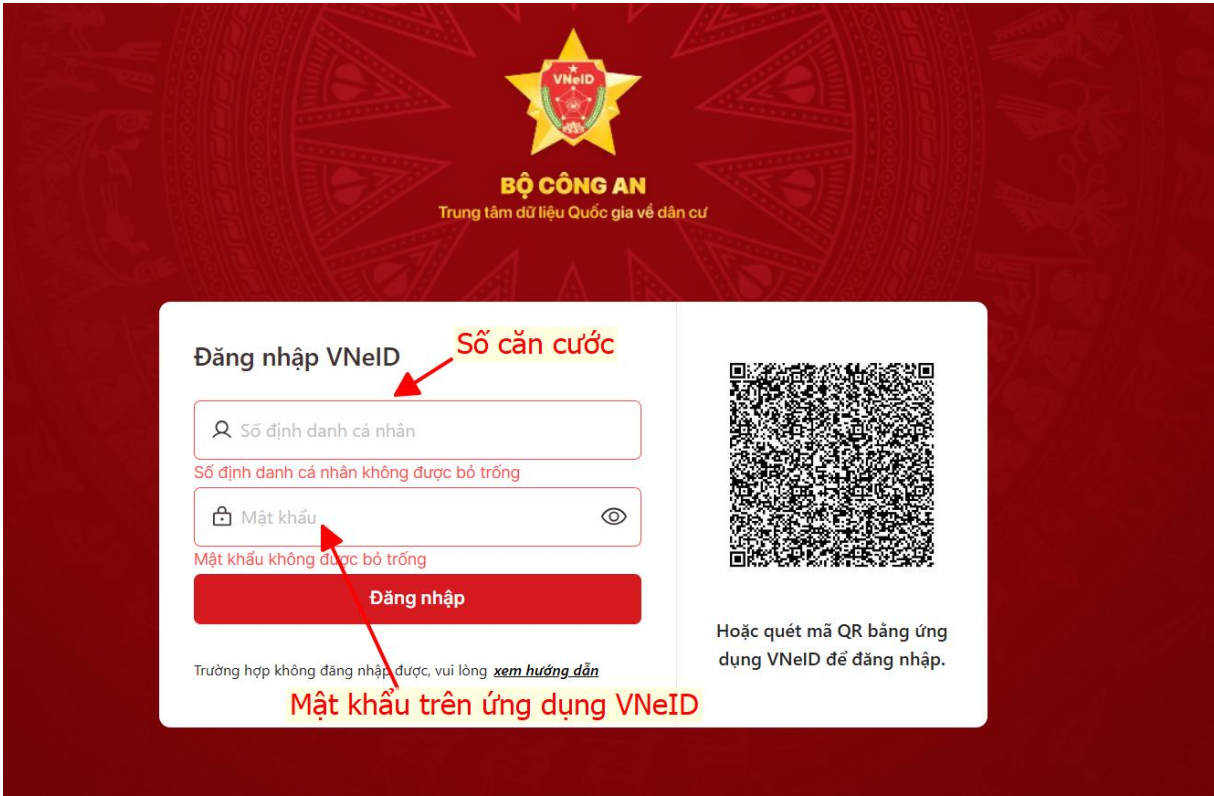 VNeID
BỘ CÔNG AN
Trung tâm dữ liệu Quốc gia về dân cư
Đăng nhập VNeID
Số căn cước
Số định danh cá nhân
Số định danh cá nhân không được bỏ trống
Mật khẩu
Mật khẩu không được bỏ trống
Đăng nhập
Trường hợp không đăng nhập được, vui lòng xem hướng dẫn
Mật khẩu trên ứng dụng VNeID
Hoặc quét mã QR bằng ứng
dụng VNeID để đăng nhập.